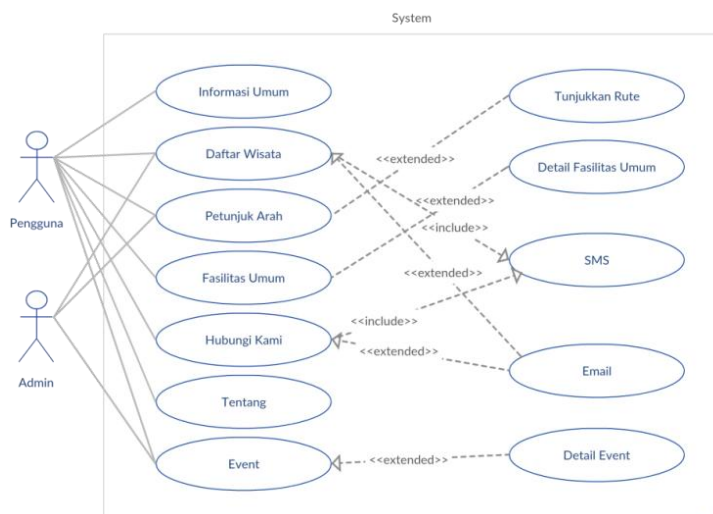 System
Informasi Umum
Tunjukkan Rute
Daftar Wisata
<<extended>>
Detail Fasilitas Umum
Pengguna
Petunjuk Arah
<<extended>>
<<include>>
SMS
Fasilitas Umum
<<extended>>
<<include>>
Hubungi Kami
<<extended>>
Admin
Email
Tentang
Event
<<extended>>
Detail Event